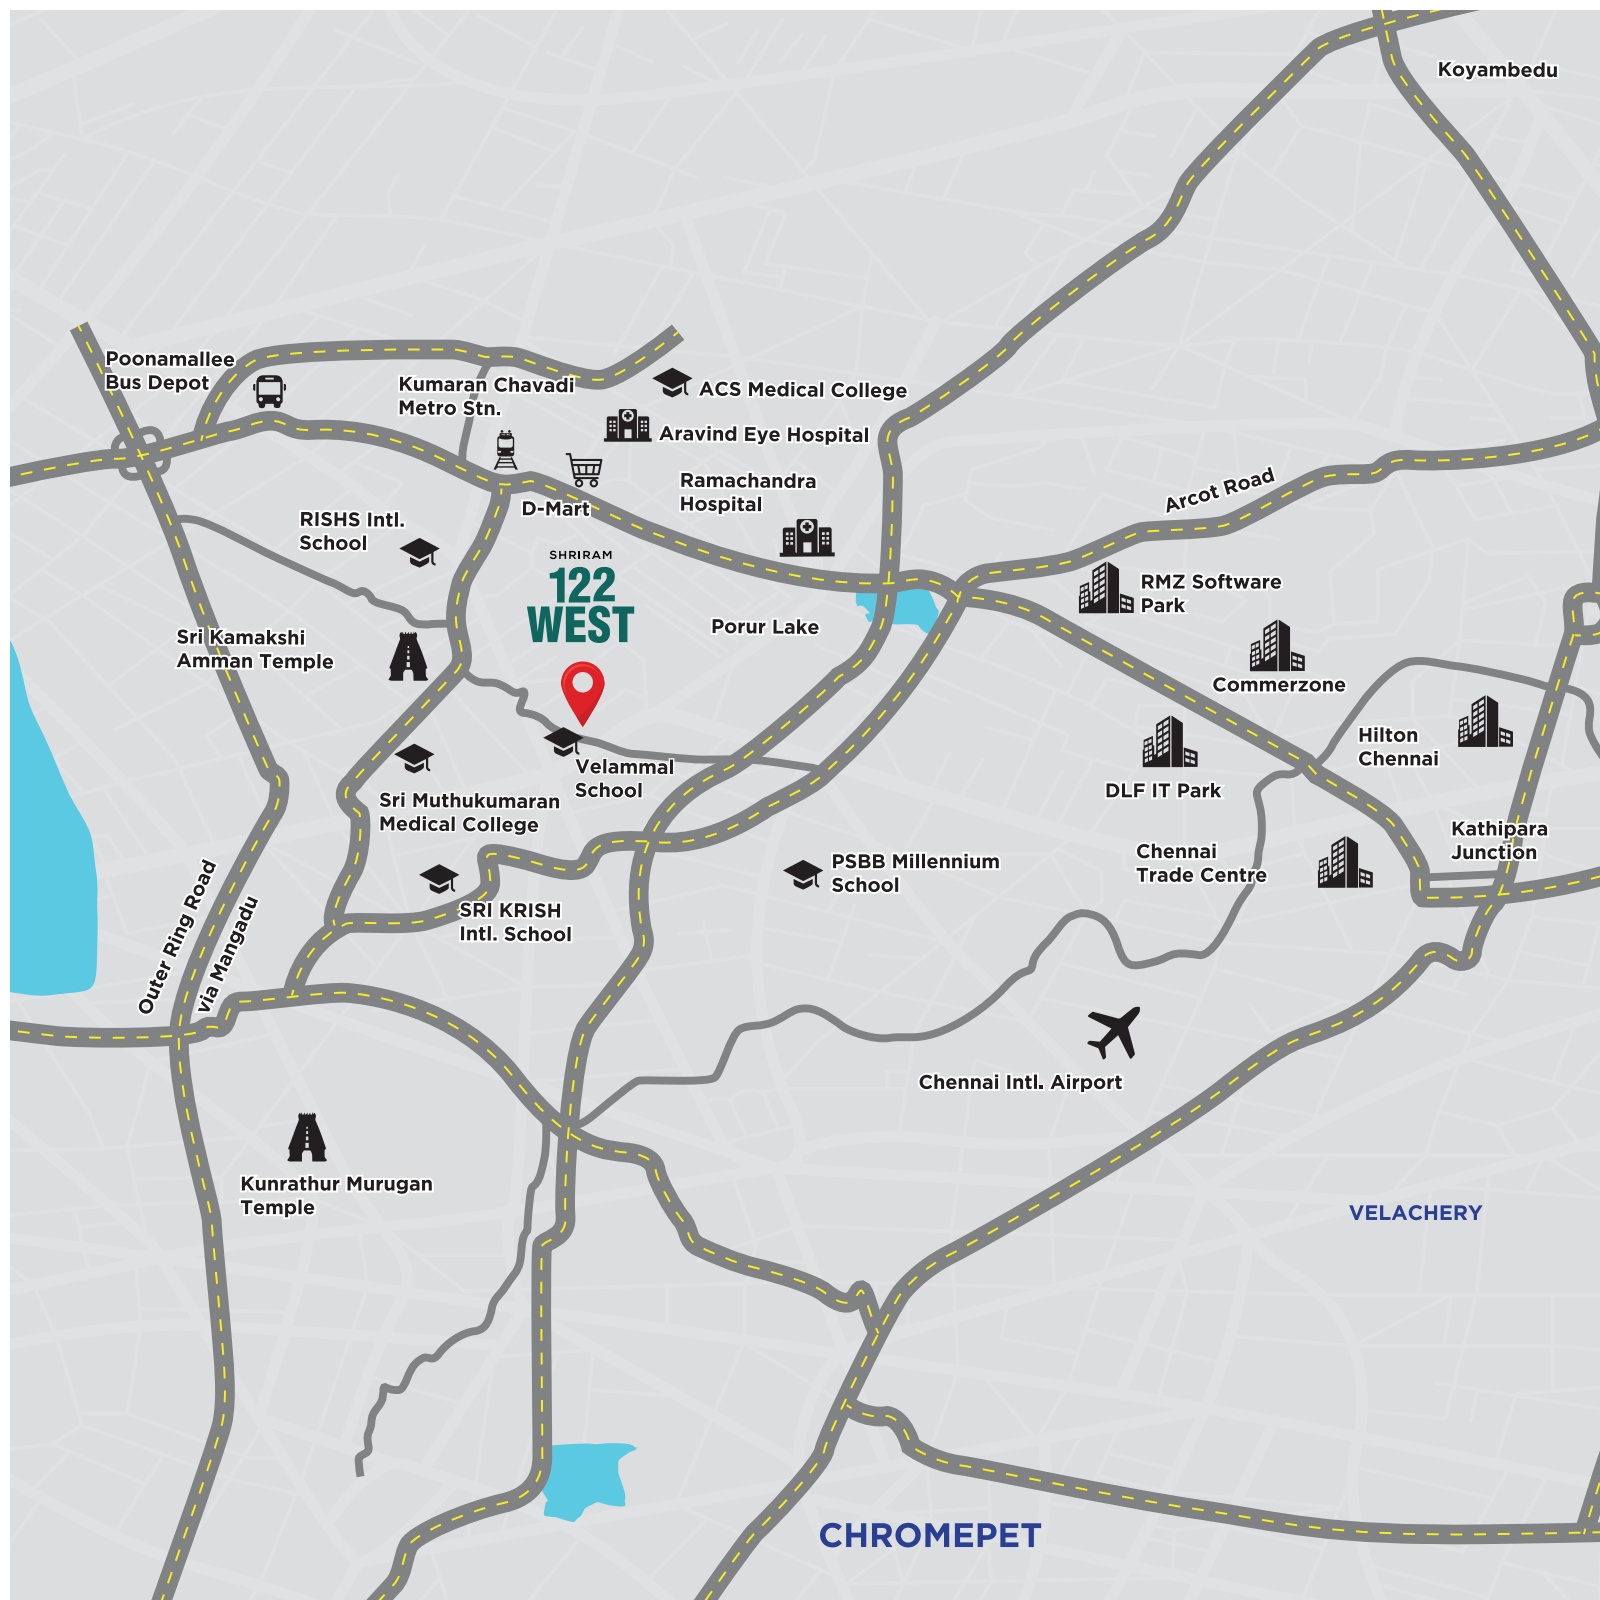 Koyambedu
Poonamallee
Bus Depot
Kumaran Chavadi
Metro Stn.
ACS Medical College
Aravind Eye Hospital
Ramachandra
Hospital
D-Mart
Arcot Road
RISHS Intl.
School
SHRIRAM
122
WEST
RMZ Software
Park
Porur Lake
Sri Kamakshi
Amman Temple
Commerzone
Hilton
Chennai
Velammal
School
DLF IT Park
Sri Muthukumaran
Medical College
Kathipara
Junction
Chennai
Trade Centre
PSBB Millennium
School
SRI KRISH
Intl. School
Outer Ring Road
via Mangadu
Chennai Intl. Airport
Kunrathur Murugan
Temple
VELACHERY
CHROMEPET